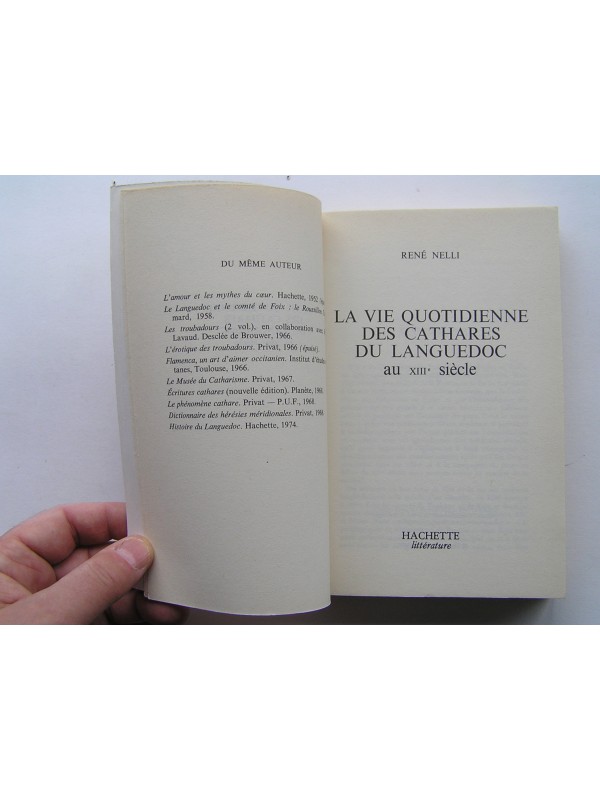 DU MÊME AUTEUR
L'amour et les mythes du cœur. Hachette, 1952
Le Languedoc et le comté de Foix : le Roussillon
mard, 1958.
Les troubadours (2 vol.), en collaboration avec
Lavaud. Desclée de Brouwer, 1966.
L'érotique des troubadours. Privat, 1966 (épuisé).
Flamenca, un art d'aimer occitanien. Institut d'études
tanes, Toulouse, 1966.
Le Musée du Catharisme. Privat, 1967.
Écritures cathares (nouvelle édition). Planète, 1968.
Le phénomène cathare. Privat — P.U.F., 1968.
Dictionnaire des hérésies méridionales. Privat, 1968.
Histoire du Languedoc. Hachette, 1974.
RENÉ NELLI
LA VIE QUOTIDIENNE
DES CATHARES
DU LANGUEDOC
au XIIIe siècle
HACHETTE
littérature